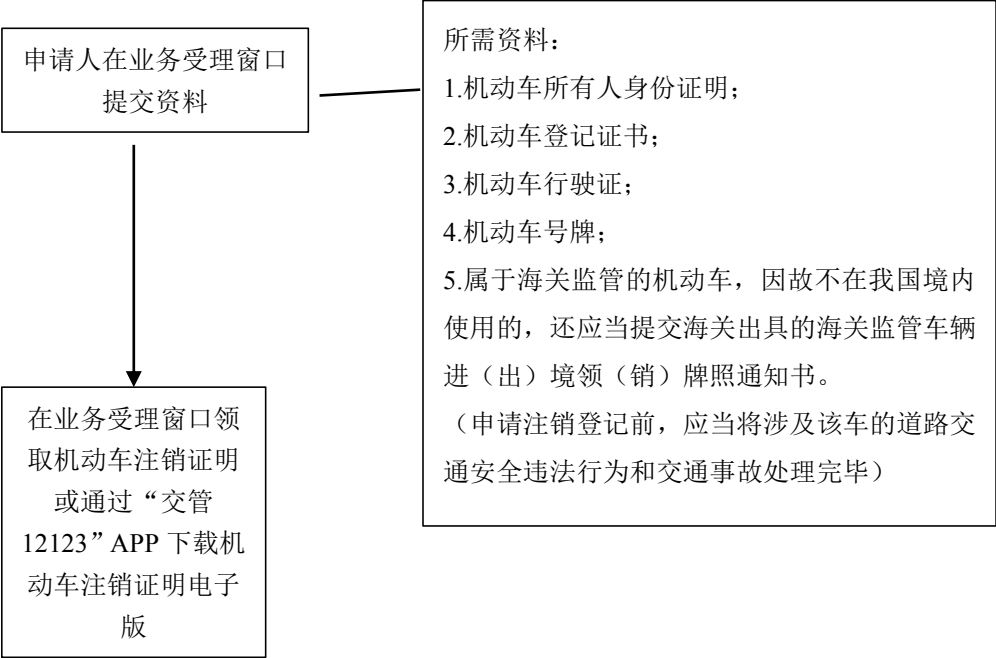 申请人在业务受理窗口
提交资料
所需资料：
1.机动车所有人身份证明；
2.机动车登记证书；
3.机动车行驶证；
4.机动车号牌；
5.属于海关监管的机动车，因故不在我国境内
使用的，还应当提交海关出具的海关监管车辆
进（出）境领（销）牌照通知书。
（申请注销登记前，应当将涉及该车的道路交
通安全违法行为和交通事故处理完毕）
在业务受理窗口领
取机动车注销证明
或通过“交管
12123”APP 下载机
动车注销证明电子
版